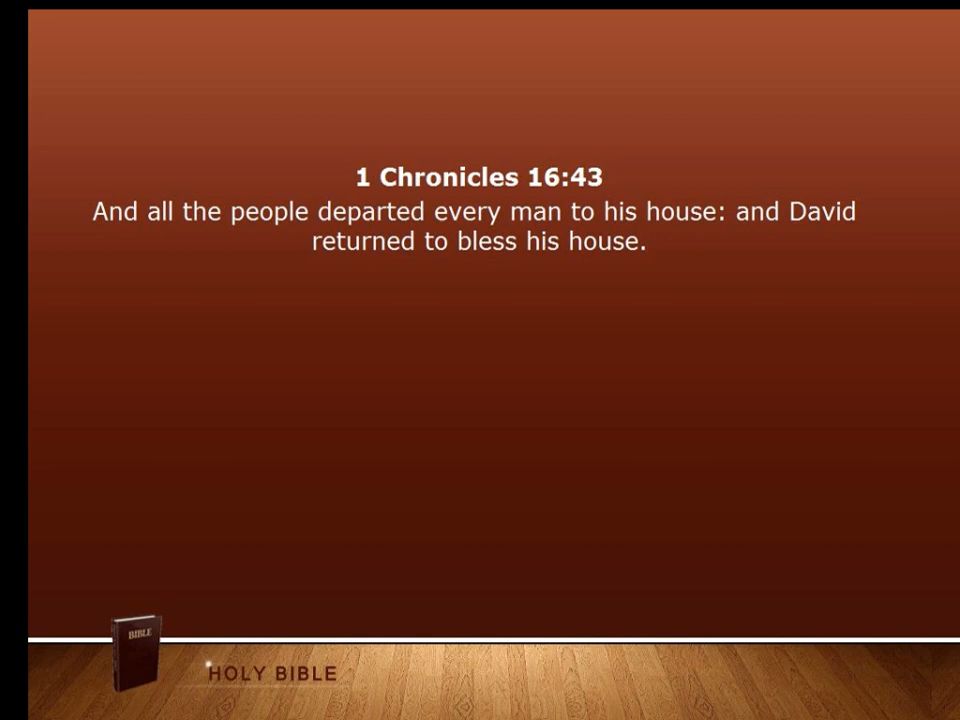 1 Chronicles 16:43
And all the people departed every man to his house: and David
returned to bless his house.
BIBLE
HOLY BIBLE